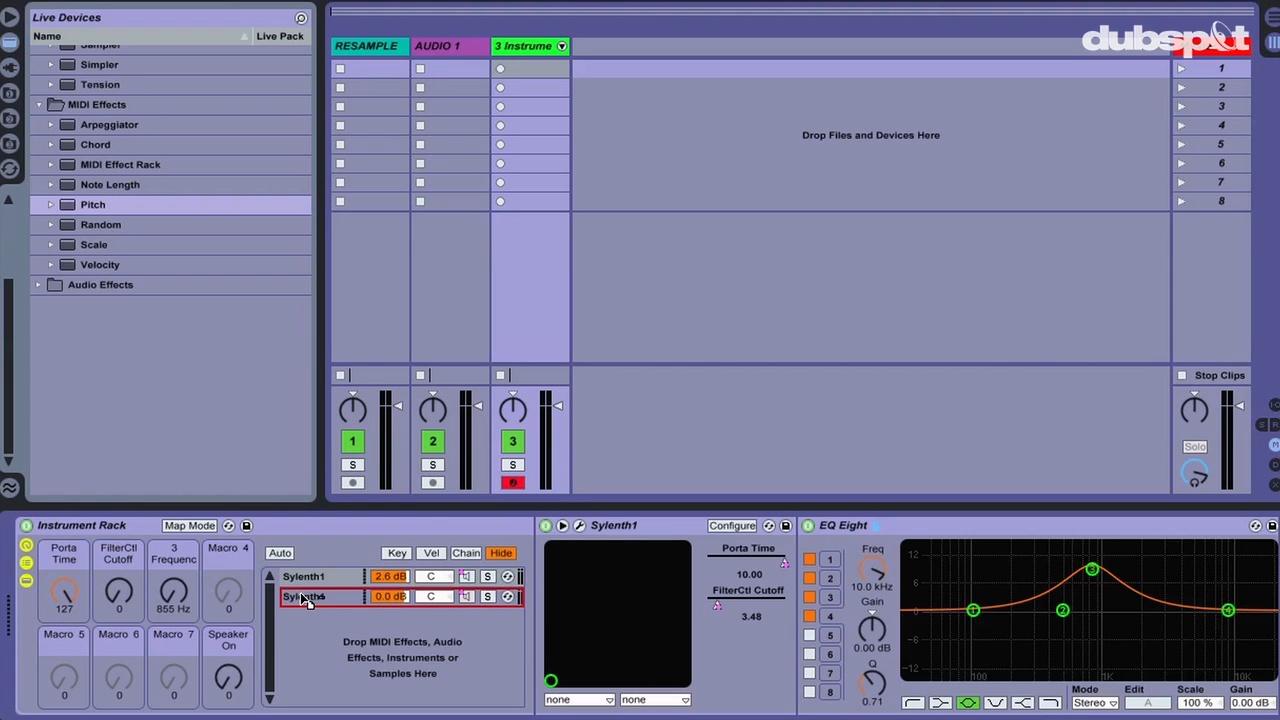 Live Devices
Name Live Pack
Sampler
Simpler
Tension
MIDI Effects
Arpeggiator
Chord
MIDI Effect Rack
Note Length
Pitch
Random
Scale
Velocity
Audio Effects
RESAMPLE AUDIO 1 3 Instrume
dubspot
1
2
3
4
5
6
7
8
Drop Files and Devices Here
Stop Clips
1 2 3
S S S Solo
Instrument Rack Map Mode
Porta Time FilterCtl Cutoff 3 Frequenc Macro 4
127 0 855 Hz 0
Macro 5 Macro 6 Macro 7 Speaker On
0 0 0 0
Auto Key Vel Chain Hide
Sylenth1 2.6 dB C S
0.0 dB C S
Drop MIDI Effects, Audio
Effects, Instruments or
Samples Here
Sylenth1 Configure
Porta Time
10.00
FilterCtl Cutoff
3.48
none none
EQ Eight
1
2
3
4
5
6
7
8
Freq
10.0 kHz
Gain
0.00 dB
Q
0.71
12
6
0
-6
-12
1 2 3 4
100 1K 10K
Mode Edit Scale Gain
Stereo A 100 % 0.00 dB